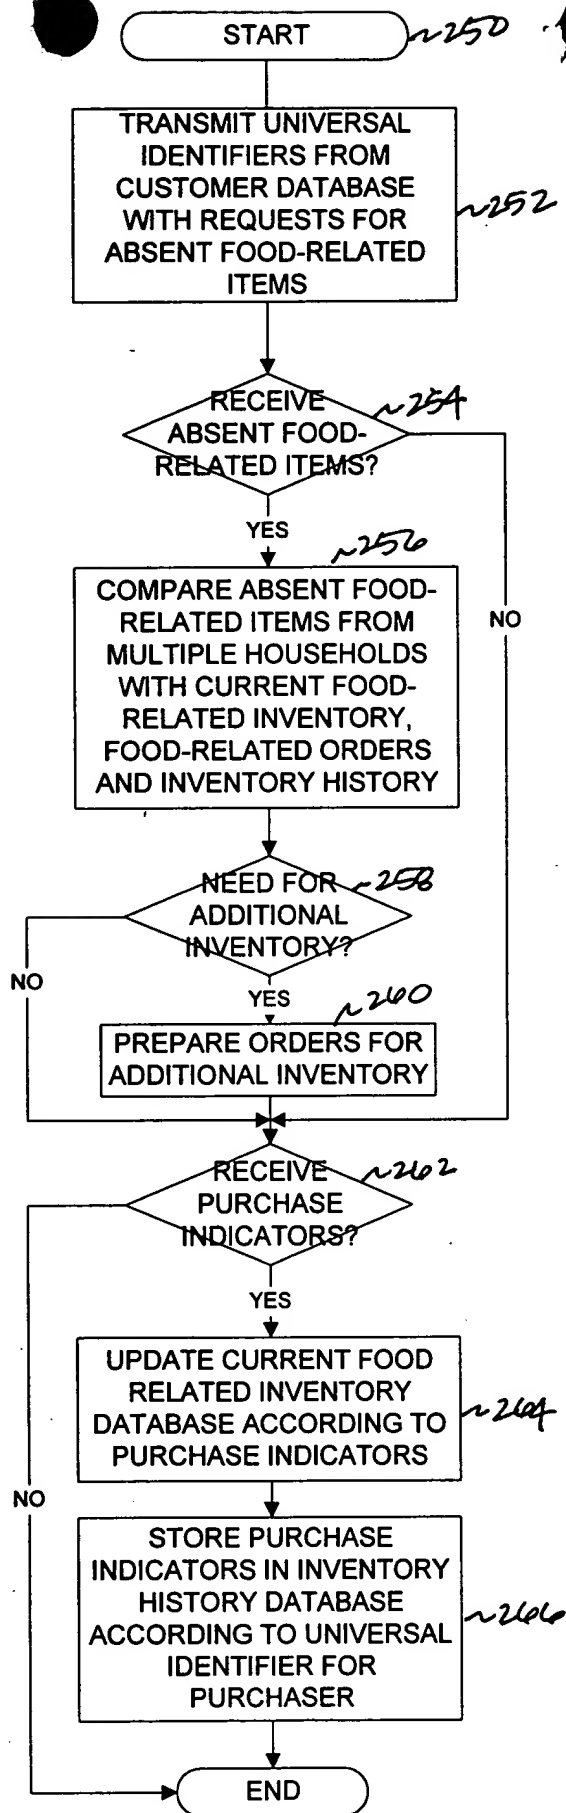 START ~250
TRANSMIT UNIVERSAL
IDENTIFIERS FROM
CUSTOMER DATABASE
WITH REQUESTS FOR
ABSENT FOOD-RELATED
ITEMS
~252
RECEIVE
ABSENT FOOD-
RELATED ITEMS?
~254
YES
NO
~256
COMPARE ABSENT FOOD-
RELATED ITEMS FROM
MULTIPLE HOUSEHOLDS
WITH CURRENT FOOD-
RELATED INVENTORY,
FOOD-RELATED ORDERS
AND INVENTORY HISTORY
NEED FOR
ADDITIONAL
INVENTORY?
~258
NO
YES
~260
PREPARE ORDERS FOR
ADDITIONAL INVENTORY
RECEIVE
PURCHASE
INDICATORS?
~262
YES
UPDATE CURRENT FOOD
RELATED INVENTORY
DATABASE ACCORDING TO
PURCHASE INDICATORS
~264
NO
STORE PURCHASE
INDICATORS IN INVENTORY
HISTORY DATABASE
ACCORDING TO UNIVERSAL
IDENTIFIER FOR
PURCHASER
~266
END